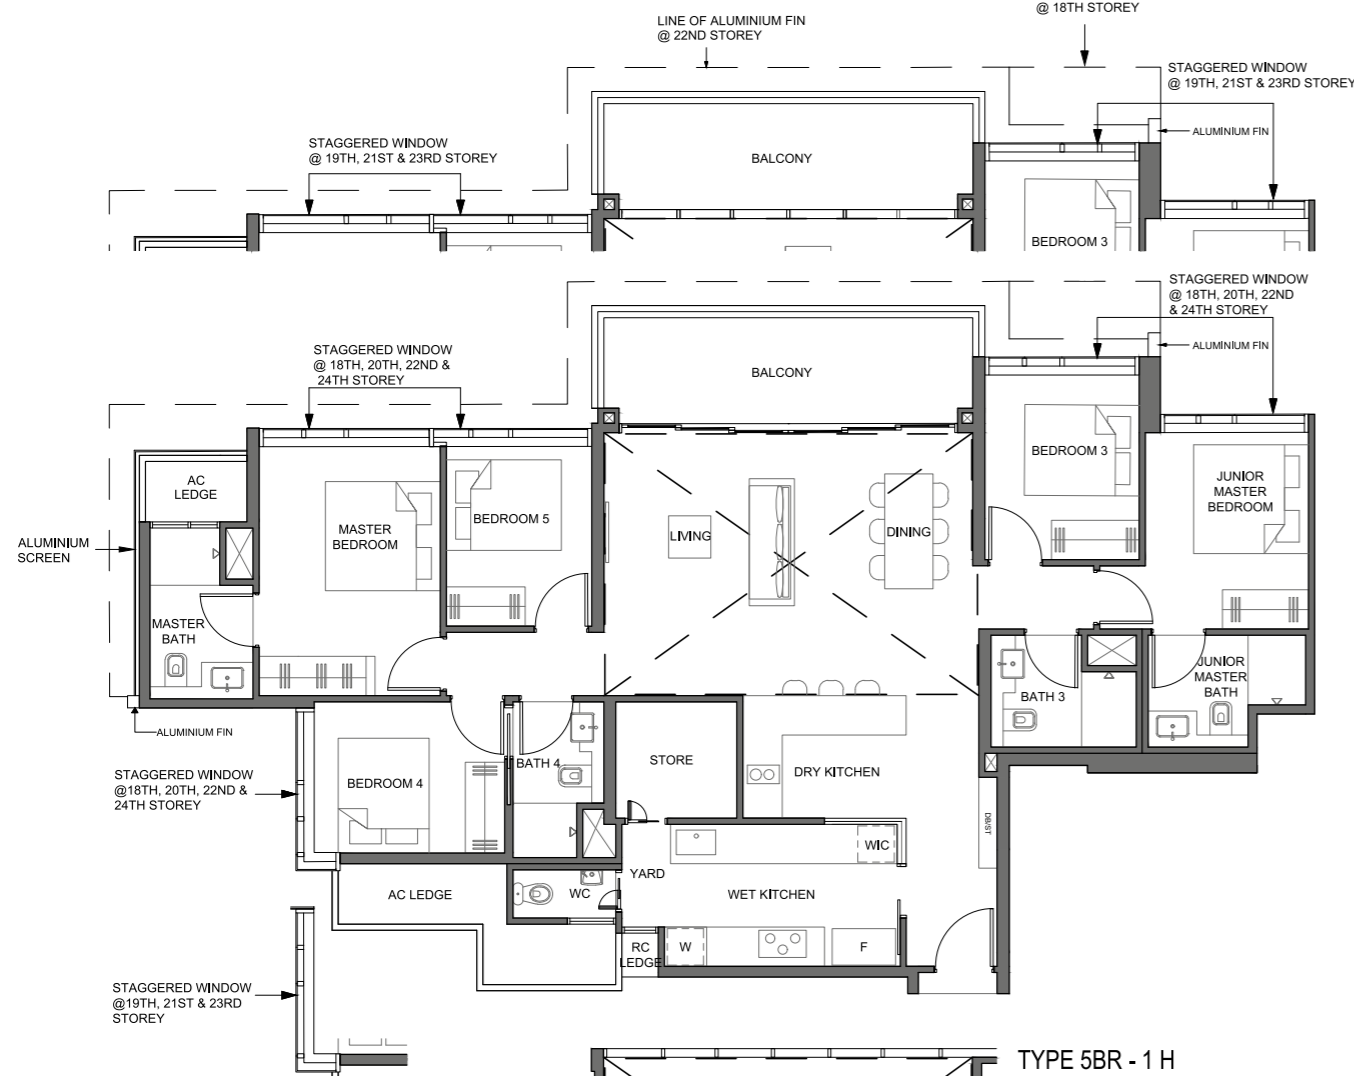 @ 18TH STOREY
LINE OF ALUMINIUM FIN
@ 22ND STOREY
STAGGERED WINDOW
@ 19TH, 21ST & 23RD STOREY
ALUMINIUM FIN
STAGGERED WINDOW
@ 19TH, 21ST & 23RD STOREY
BALCONY
BEDROOM 3
STAGGERED WINDOW
@ 18TH, 20TH, 22ND
& 24TH STOREY
ALUMINIUM FIN
STAGGERED WINDOW
@ 18TH, 20TH, 22ND &
24TH STOREY
BALCONY
BEDROOM 3
AC
LEDGE
JUNIOR
MASTER
BEDROOM
MASTER
BEDROOM
BEDROOM 5
LIVING
DINING
ALUMINIUM
SCREEN
MASTER
BATH
JUNIOR
MASTER
BATH
BATH 3
ALUMINIUM FIN
STAGGERED WINDOW
@18TH, 20TH, 22ND &
24TH STOREY
BEDROOM 4
BATH 4
STORE
DRY KITCHEN
DB/ST
WIC
YARD
AC LEDGE
WC
WET KITCHEN
RC
LEDGE
W
F
STAGGERED WINDOW
@19TH, 21ST & 23RD
STOREY
TYPE 5BR - 1 H